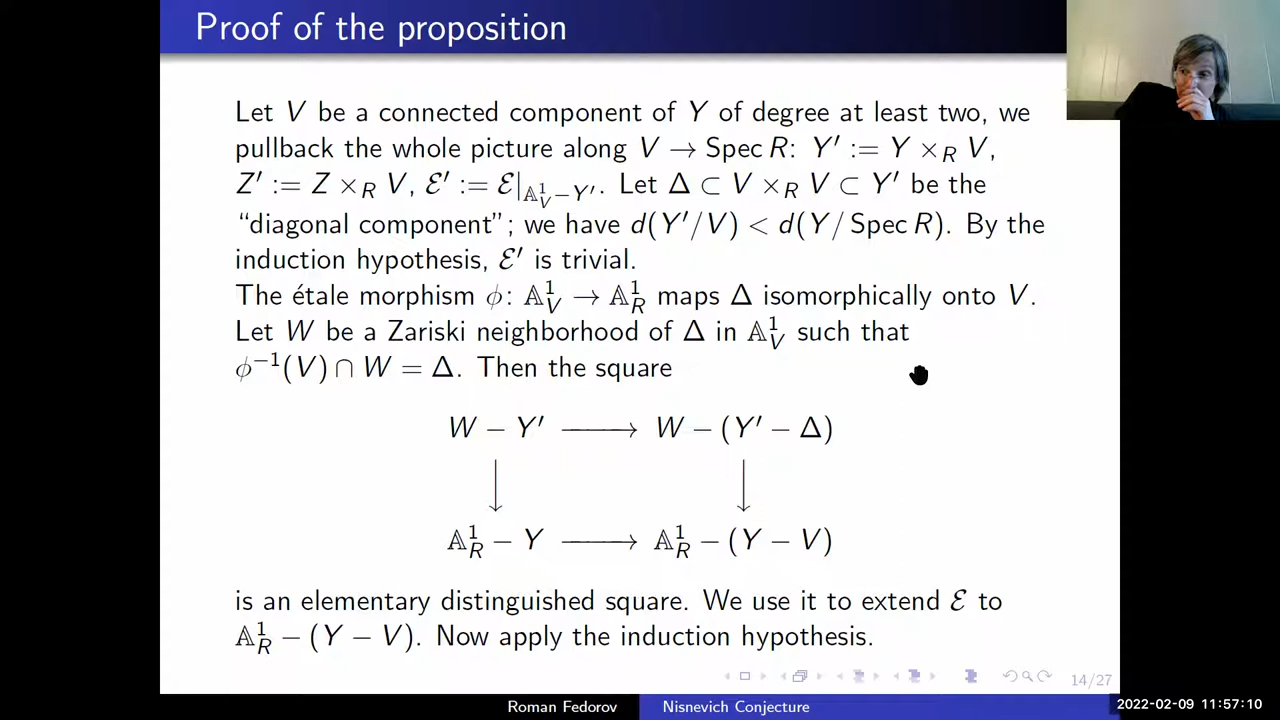 Proof of the proposition
Let V be a connected component of Y of degree at least two, we
pullback the whole picture along V → Spec R: Y′ := Y ×_R V,
Z′ := Z ×_R V, ℰ′ := ℰ|_{𝔸¹_V−Y′}. Let Δ ⊂ V ×_R V ⊂ Y′ be the
“diagonal component”; we have d(Y′/V) < d(Y/ Spec R). By the
induction hypothesis, ℰ′ is trivial.
The étale morphism ϕ: 𝔸¹_V → 𝔸¹_R maps Δ isomorphically onto V.
Let W be a Zariski neighborhood of Δ in 𝔸¹_V such that
ϕ⁻¹(V) ∩ W = Δ. Then the square
W − Y′ ⟶ W − (Y′ − Δ)
↓ ↓
𝔸¹_R − Y ⟶ 𝔸¹_R − (Y − V)
is an elementary distinguished square. We use it to extend ℰ to
𝔸¹_R − (Y − V). Now apply the induction hypothesis.
14/27
Roman Fedorov Nisnevich Conjecture
2022-02-09 11:57:10